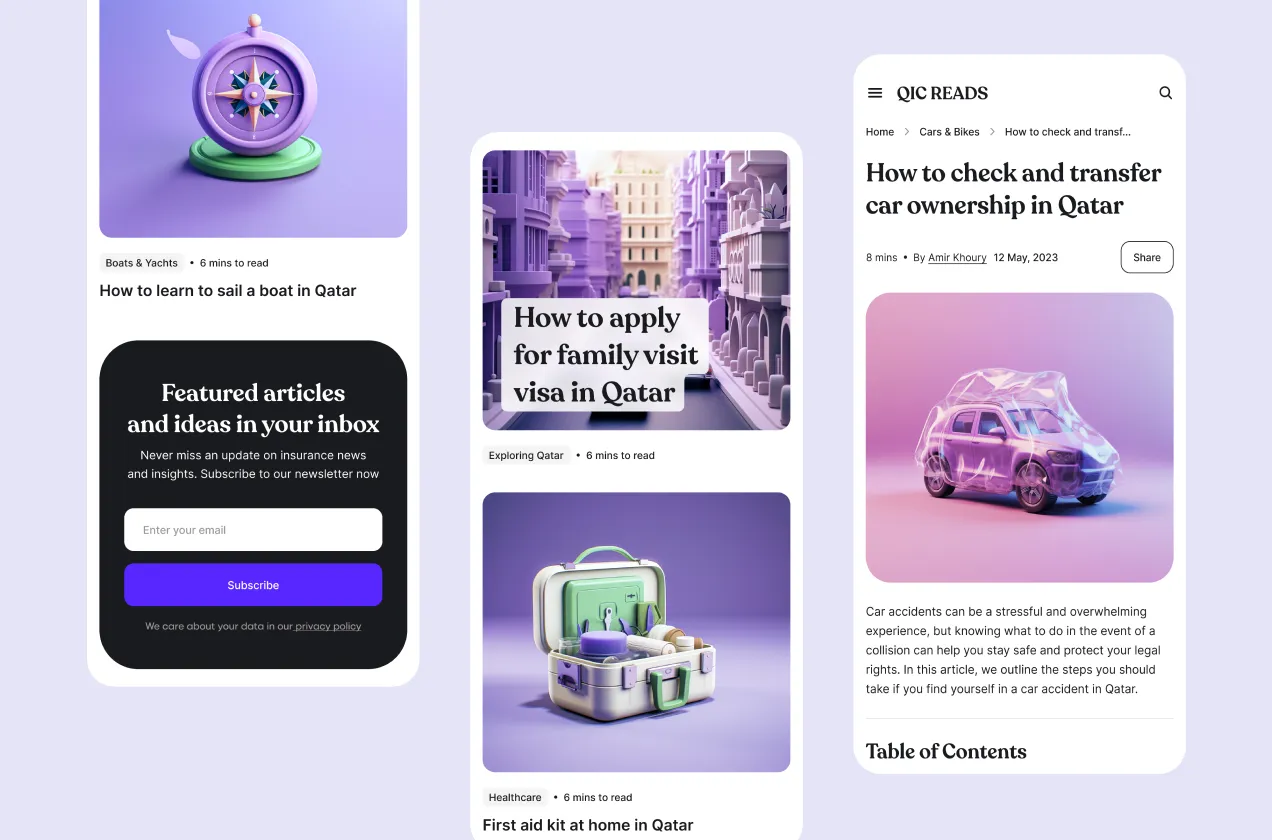 Boats & Yachts • 6 mins to read
How to learn to sail a boat in Qatar
Featured articles
and ideas in your inbox
Never miss an update on insurance news
and insights. Subscribe to our newsletter now
Enter your email
Subscribe
We care about your data in our privacy policy
How to apply
for family visit
visa in Qatar
Exploring Qatar • 6 mins to read
Healthcare • 6 mins to read
First aid kit at home in Qatar
QIC READS
Home > Cars & Bikes > How to check and transf...
How to check and transfer
car ownership in Qatar
8 mins • By Amir Khoury 12 May, 2023
Share
Car accidents can be a stressful and overwhelming
experience, but knowing what to do in the event of a
collision can help you stay safe and protect your legal
rights. In this article, we outline the steps you should
take if you find yourself in a car accident in Qatar.
Table of Contents